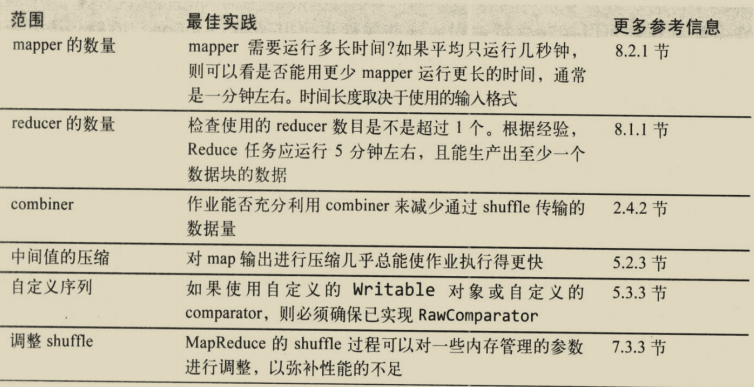 范围 最佳实践 更多参考信息
mapper 的数量 mapper 需要运行多长时间?如果平均只运行几秒钟, 8.2.1 节
则可以看是否能用更少 mapper 运行更长的时间，通常
是一分钟左右。时间长度取决于使用的输入格式
reducer 的数量 检查使用的 reducer 数目是不是超过 1 个。根据经验， 8.1.1 节
Reduce 任务应运行 5 分钟左右，且能生产出至少一个
数据块的数据
combiner 作业能否充分利用 combiner 来减少通过 shuffle 传输的 2.4.2 节
数据量
中间值的压缩 对 map 输出进行压缩几乎总能使作业执行得更快 5.2.3 节
自定义序列 如果使用自定义的 Writable 对象或自定义的 5.3.3 节
comparator，则必须确保已实现 RawComparator
调整 shuffle MapReduce 的 shuffle 过程可以对一些内存管理的参数 7.3.3 节
进行调整，以弥补性能的不足